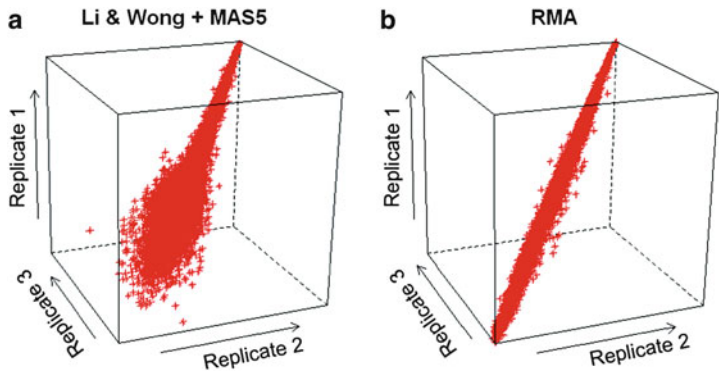 a
Li & Wong + MAS5
Replicate 1
Replicate 3
Replicate 2
b
RMA
Replicate 1
Replicate 3
Replicate 2